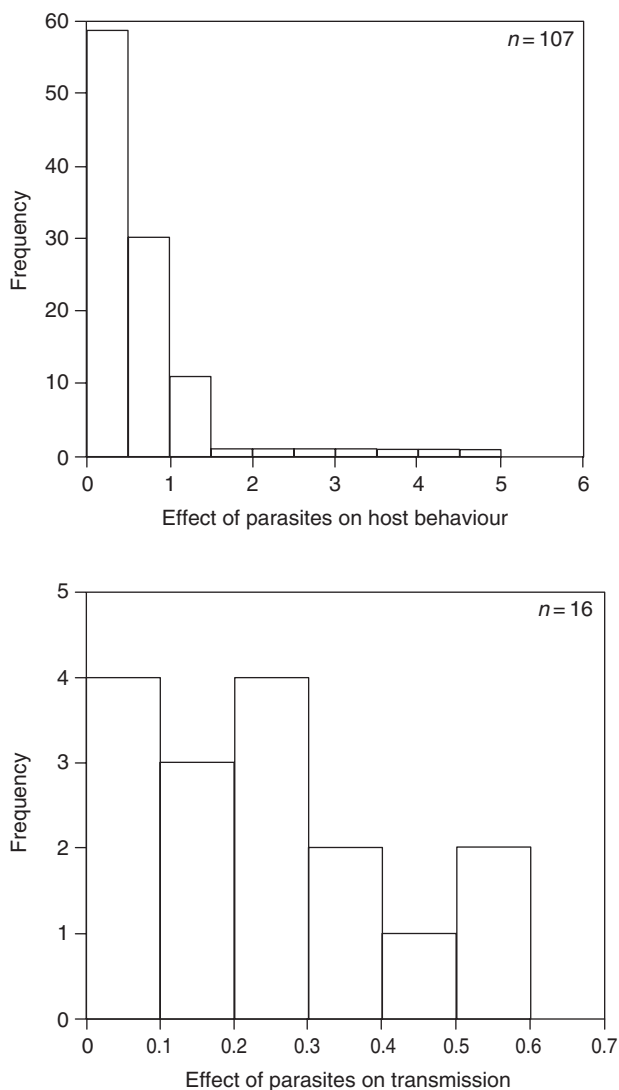 60
n = 107
50
40
Frequency
30
20
10
0
0 1 2 3 4 5 6
Effect of parasites on host behaviour
5
n = 16
4
3
Frequency
2
1
0
0 0.1 0.2 0.3 0.4 0.5 0.6 0.7
Effect of parasites on transmission